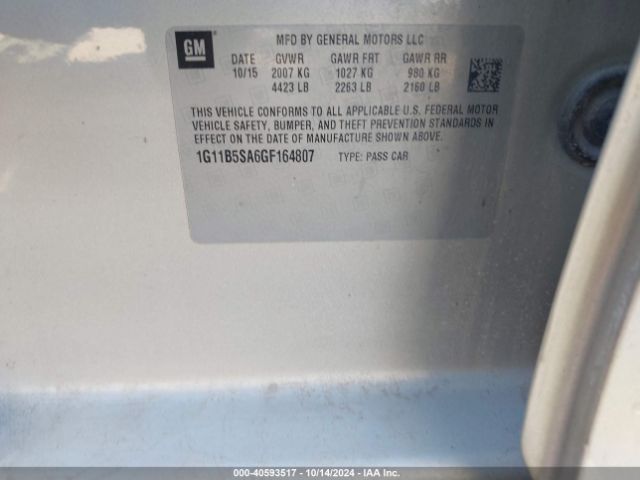 GM
MFD BY GENERAL MOTORS LLC
DATE GVWR GAWR FRT GAWR RR
10/15 2007 KG 1027 KG 980 KG
4423 LB 2263 LB 2160 LB
THIS VEHICLE CONFORMS TO ALL APPLICABLE U.S. FEDERAL MOTOR
VEHICLE SAFETY, BUMPER, AND THEFT PREVENTION STANDARDS IN
EFFECT ON THE DATE OF MANUFACTURE SHOWN ABOVE.
1G11B5SA6GF164807 TYPE: PASS CAR
000-40593517 - 10/14/2024 - IAA Inc.